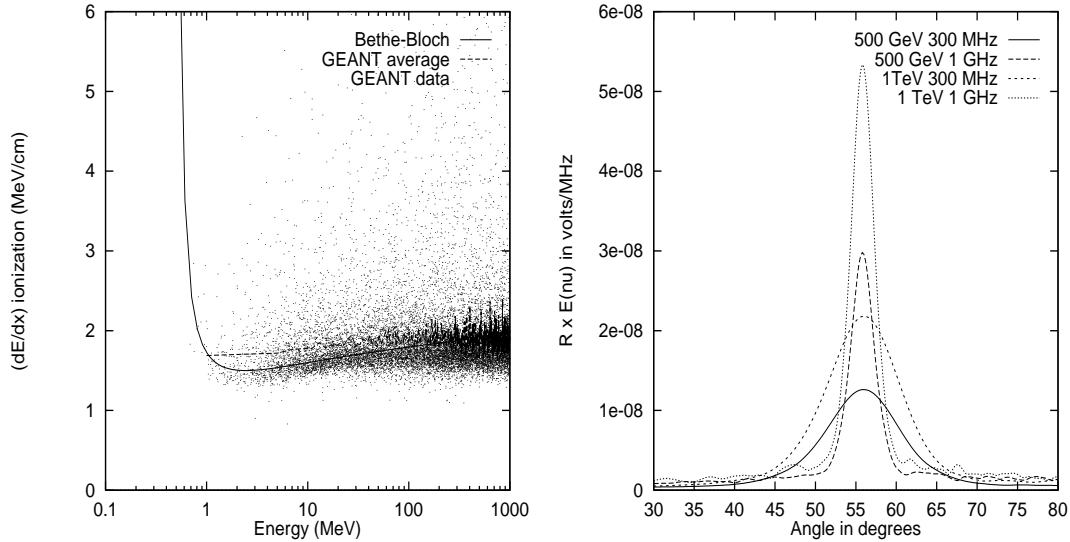 (dE/dx) ionization (MeV/cm)
6
5
4
3
2
1
0
0.1
1
10
100
1000
Energy (MeV)
Bethe-Bloch
GEANT average
GEANT data
R x E(nu) in volts/MHz
6e-08
5e-08
4e-08
3e-08
2e-08
1e-08
0
30
35
40
45
50
55
60
65
70
75
80
Angle in degrees
500 GeV 300 MHz
500 GeV 1 GHz
1TeV 300 MHz
1 TeV 1 GHz